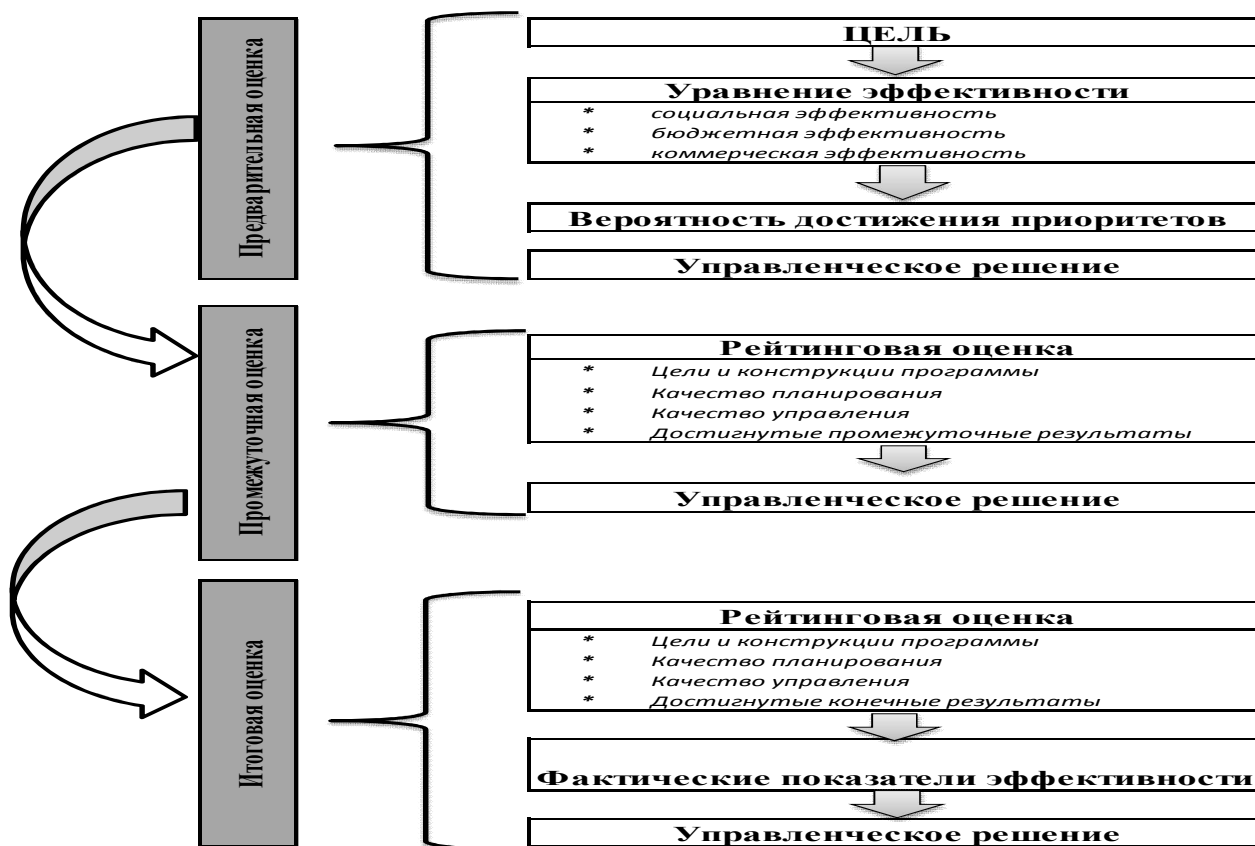 Предварительная оценка
ЦЕЛЬ
Уравнение эффективности
* социальная эффективность
* бюджетная эффективность
* коммерческая эффективность
Вероятность достижения приоритетов
Управленческое решение
Промежуточная оценка
Рейтинговая оценка
* Цели и конструкции программы
* Качество планирования
* Качество управления
* Достигнутые промежуточные результаты
Управленческое решение
Итоговая оценка
Рейтинговая оценка
* Цели и конструкции программы
* Качество планирования
* Качество управления
* Достигнутые конечные результаты
Фактические показатели эффективности
Управленческое решение